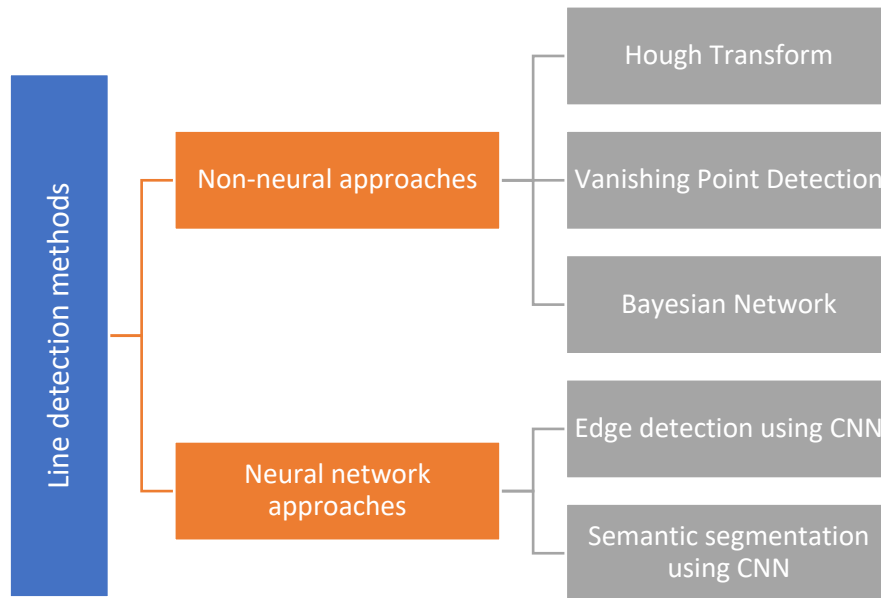 Line detection methods
Non-neural approaches
Hough Transform
Vanishing Point Detection
Bayesian Network
Neural network
approaches
Edge detection using CNN
Semantic segmentation
using CNN